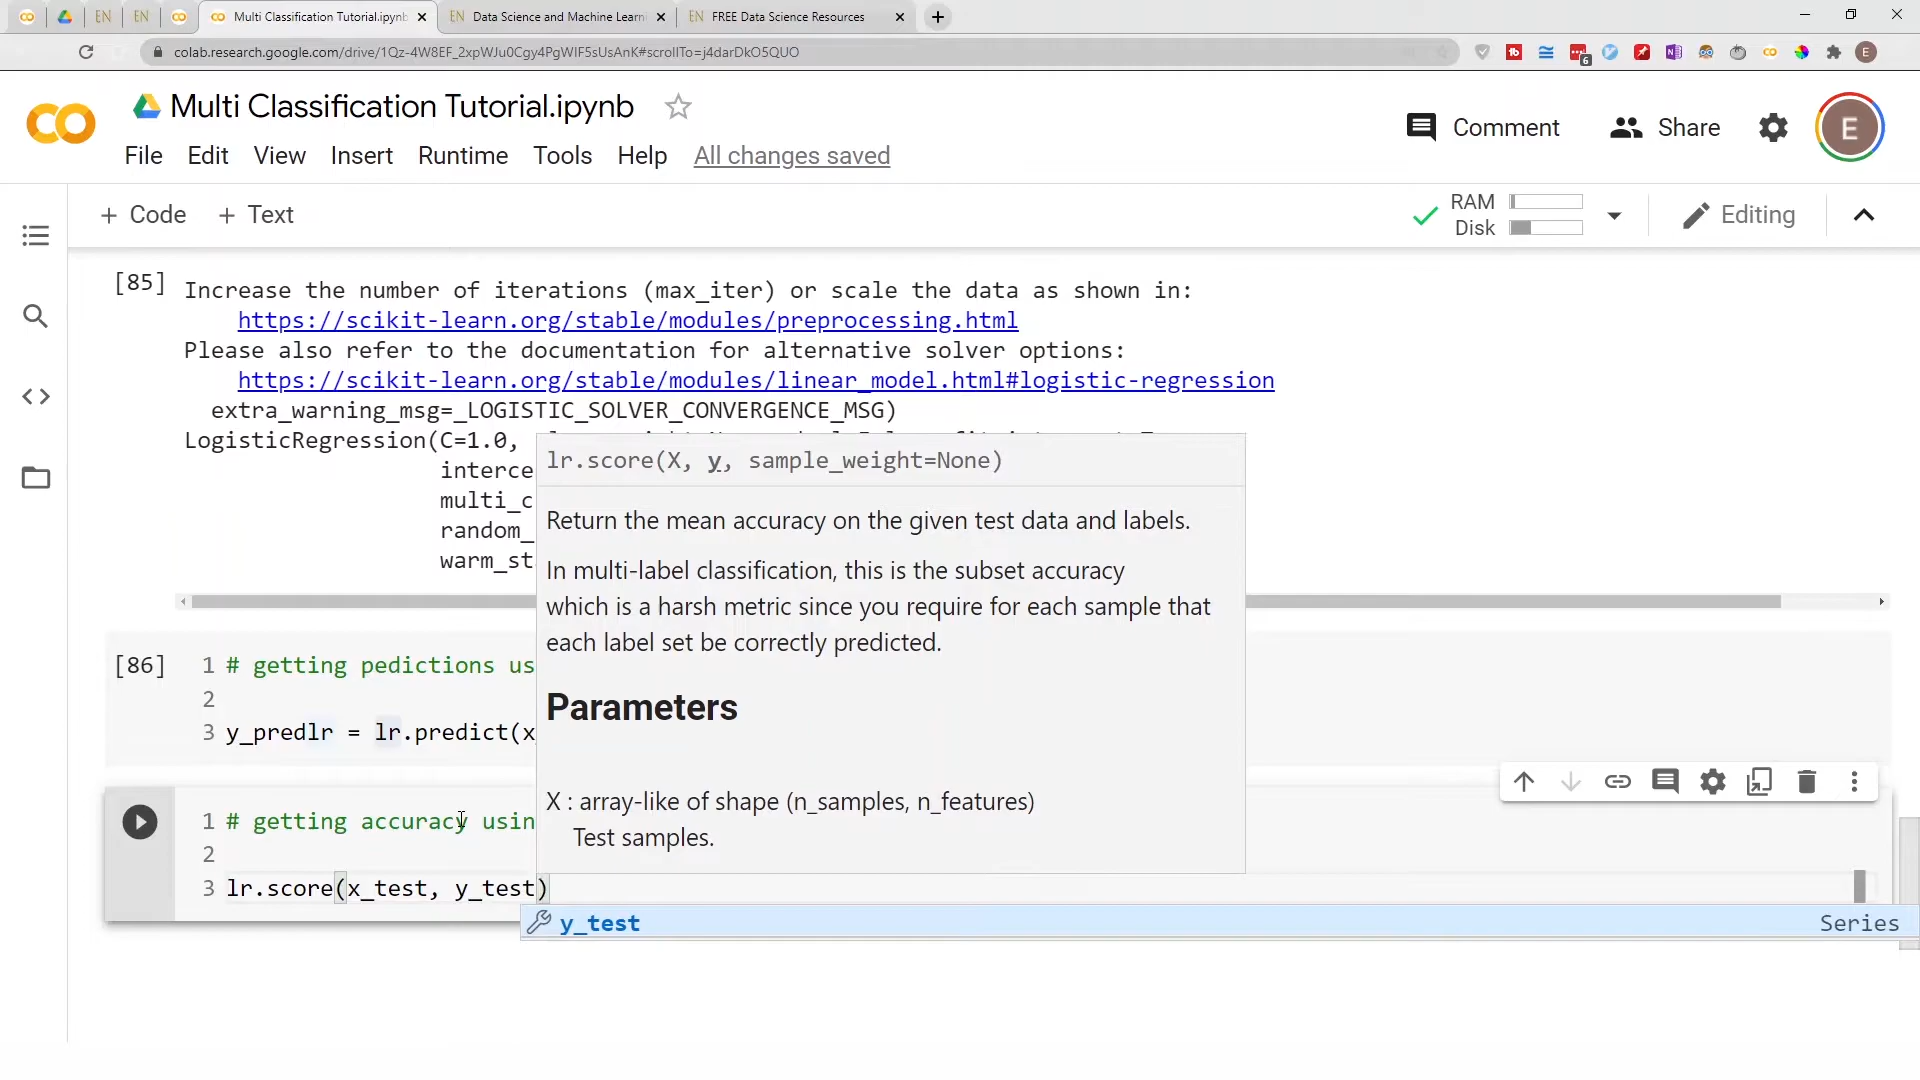 Multi Classification Tutorial.ipynb
Data Science and Machine Learn
FREE Data Science Resources
colab.research.google.com/drive/1Qz-4W8EF_2xpWJu0Cgy4PgWIF5sUsAnK#scrollTo=j4darDkO5QUO
Multi Classification Tutorial.ipynb
Comment
Share
E
File Edit View Insert Runtime Tools Help All changes saved
+ Code + Text
RAM
Disk
Editing
[85]
Increase the number of iterations (max_iter) or scale the data as shown in:
https://scikit-learn.org/stable/modules/preprocessing.html
Please also refer to the documentation for alternative solver options:
https://scikit-learn.org/stable/modules/linear_model.html#logistic-regression
extra_warning_msg=_LOGISTIC_SOLVER_CONVERGENCE_MSG)
LogisticRegression(C=1.0,
interce
multi_c
random_
warm_st
lr.score(X, y, sample_weight=None)
Return the mean accuracy on the given test data and labels.
In multi-label classification, this is the subset accuracy
which is a harsh metric since you require for each sample that
each label set be correctly predicted.
Parameters
X : array-like of shape (n_samples, n_features)
Test samples.
[86]
1 # getting pedictions us
2
3 y_predlr = lr.predict(x
1 # getting accuracy usin
2
3 lr.score(x_test, y_test)
y_test Series